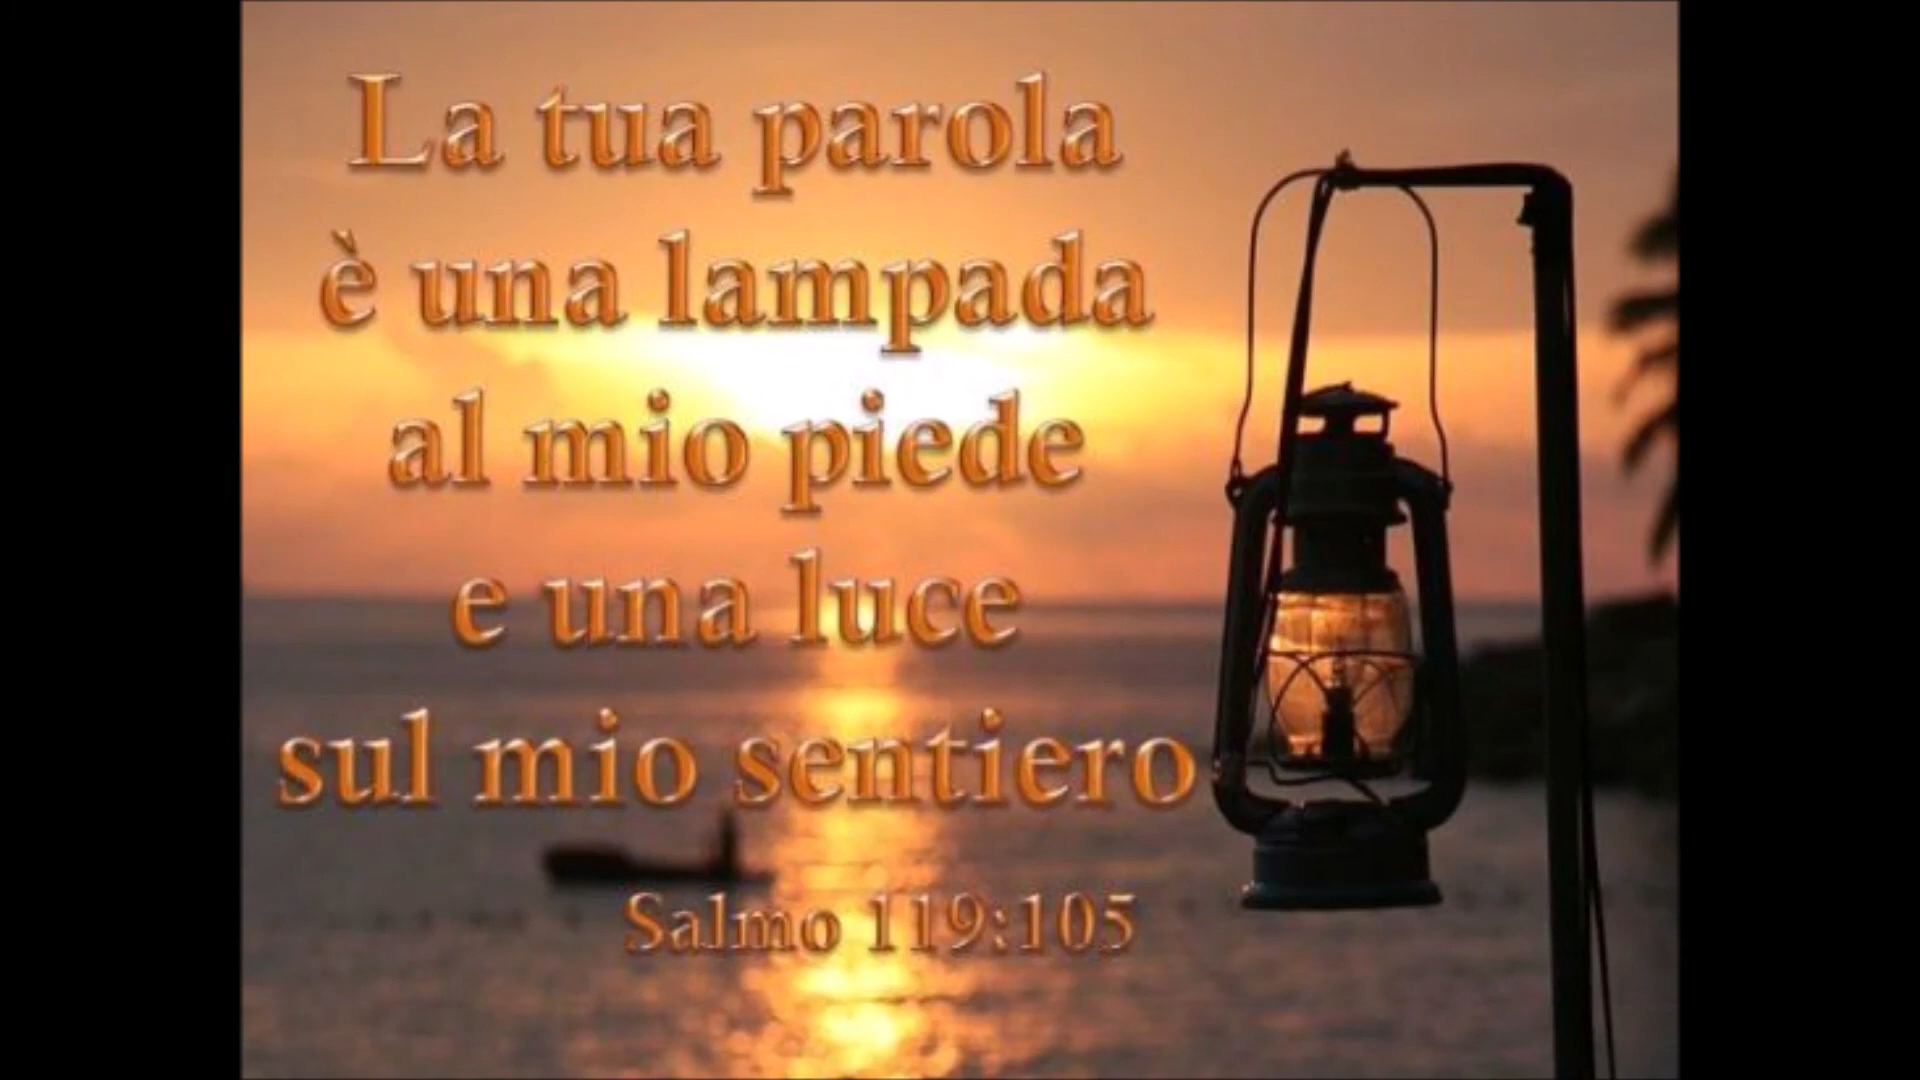 La tua parola
è una lampada
al mio piede
e una luce
sul mio sentiero
Salmo 119:105